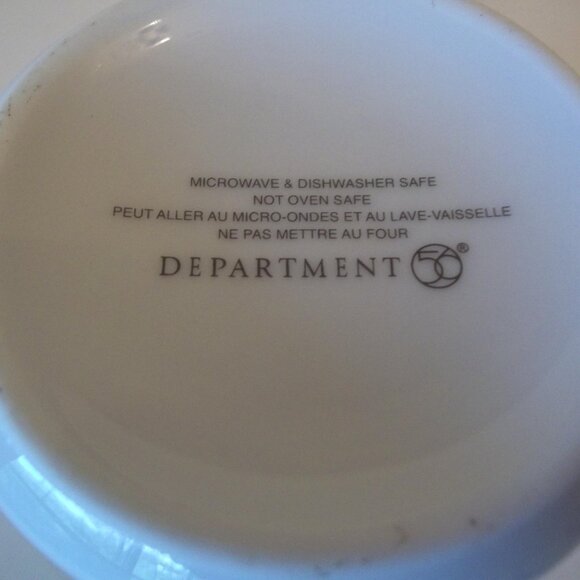 MICROWAVE & DISHWASHER SAFE
NOT OVEN SAFE
PEUT ALLER AU MICRO-ONDES ET AU LAVE-VAISSELLE
NE PAS METTRE AU FOUR
DEPARTMENT 56®